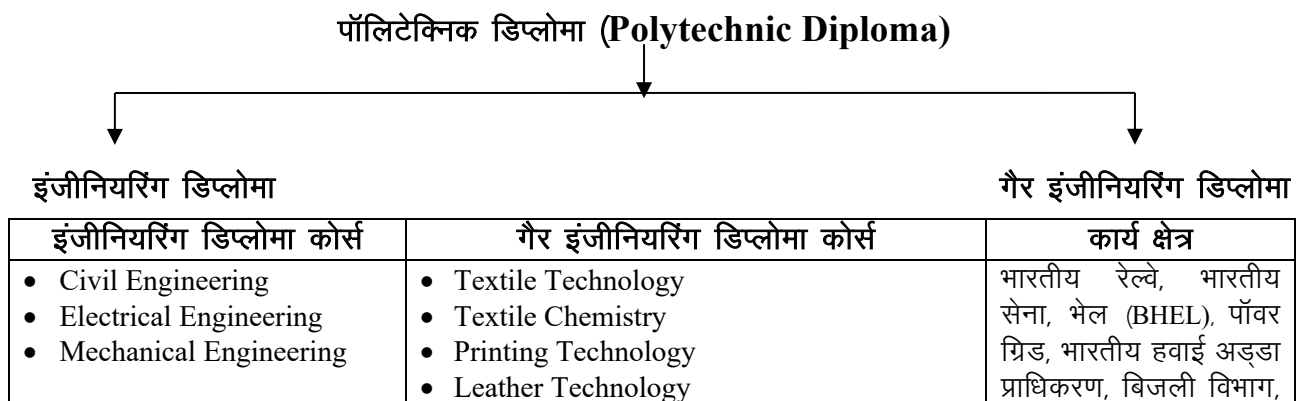 पॉलिटेक्निक डिप्लोमा (Polytechnic Diploma)
इंजीनियरिंग डिप्लोमा
गैर इंजीनियरिंग डिप्लोमा
इंजीनियरिंग डिप्लोमा कोर्स
• Civil Engineering
• Electrical Engineering
• Mechanical Engineering
गैर इंजीनियरिंग डिप्लोमा कोर्स
• Textile Technology
• Textile Chemistry
• Printing Technology
• Leather Technology
कार्य क्षेत्र
भारतीय रेल्वे, भारतीय
सेना, भेल (BHEL), पॉवर
ग्रिड, भारतीय हवाई अड्डा
प्राधिकरण, बिजली विभाग,